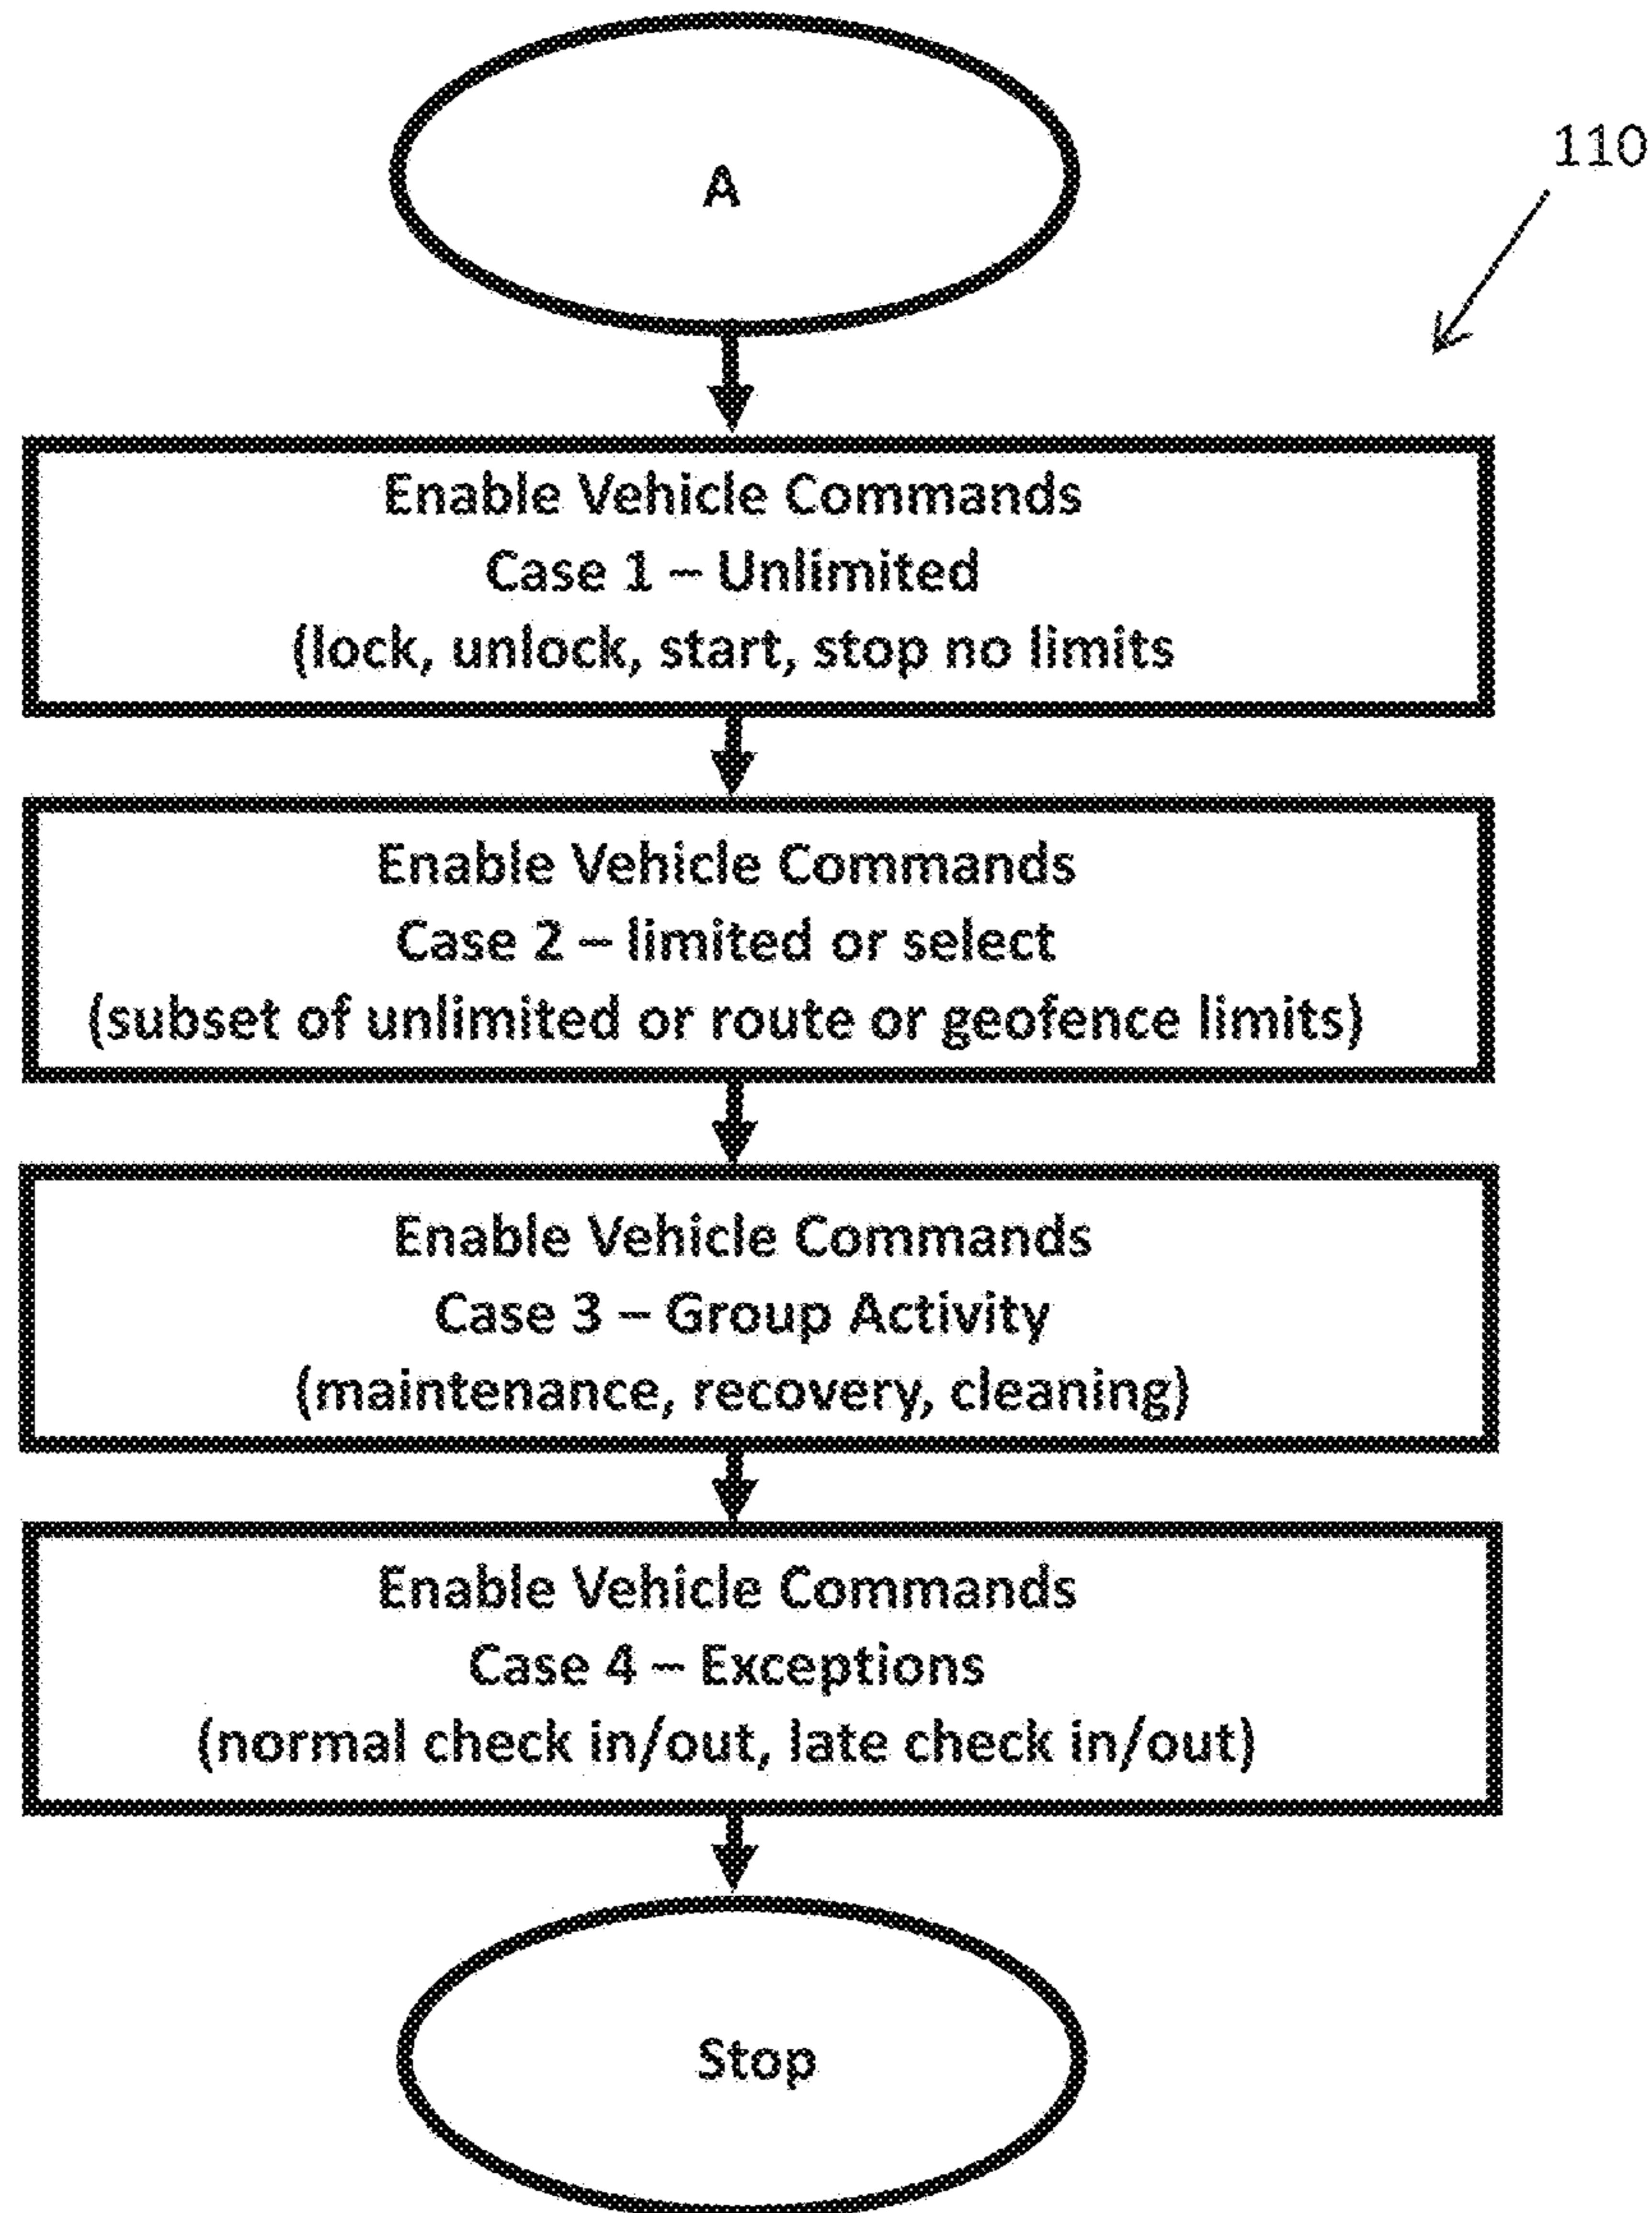 A
110
Enable Vehicle Commands
Case 1 – Unlimited
(lock, unlock, start, stop no limits
Enable Vehicle Commands
Case 2 – limited or select
(subset of unlimited or route or geofence limits)
Enable Vehicle Commands
Case 3 – Group Activity
(maintenance, recovery, cleaning)
Enable Vehicle Commands
Case 4 – Exceptions
(normal check in/out, late check in/out)
Stop